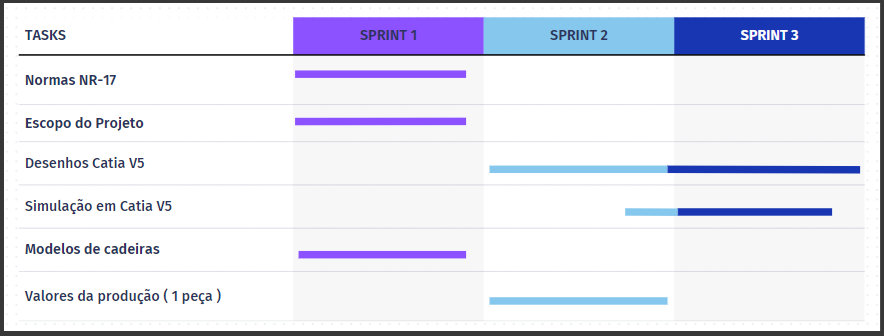 TASKS SPRINT 1 SPRINT 2 SPRINT 3
Normas NR-17
Escopo do Projeto
Desenhos Catia V5
Simulação em Catia V5
Modelos de cadeiras
Valores da produção ( 1 peça )